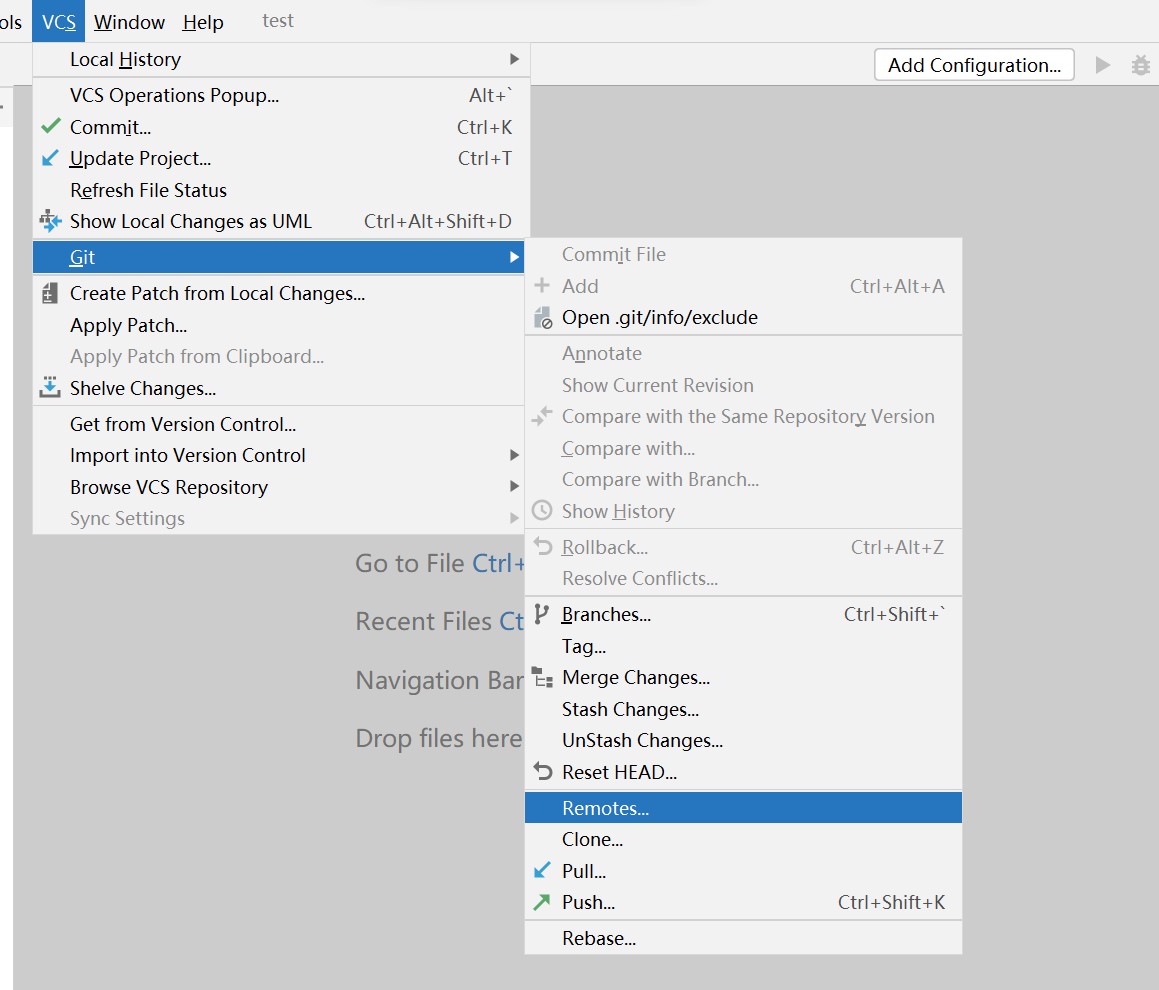 ols VCS Window Help test
Add Configuration...
Local History
VCS Operations Popup... Alt+`
Commit... Ctrl+K
Update Project... Ctrl+T
Refresh File Status
Show Local Changes as UML Ctrl+Alt+Shift+D
Git
Create Patch from Local Changes...
Apply Patch...
Apply Patch from Clipboard...
Shelve Changes...
Get from Version Control...
Import into Version Control
Browse VCS Repository
Sync Settings
Commit File
Add Ctrl+Alt+A
Open .git/info/exclude
Annotate
Show Current Revision
Compare with the Same Repository Version
Compare with...
Compare with Branch...
Show History
Rollback... Ctrl+Alt+Z
Resolve Conflicts...
Branches... Ctrl+Shift+`
Tag...
Merge Changes...
Stash Changes...
UnStash Changes...
Reset HEAD...
Remotes...
Clone...
Pull...
Push... Ctrl+Shift+K
Rebase...
Go to File Ctrl+
Recent Files Ct
Navigation Bar
Drop files here